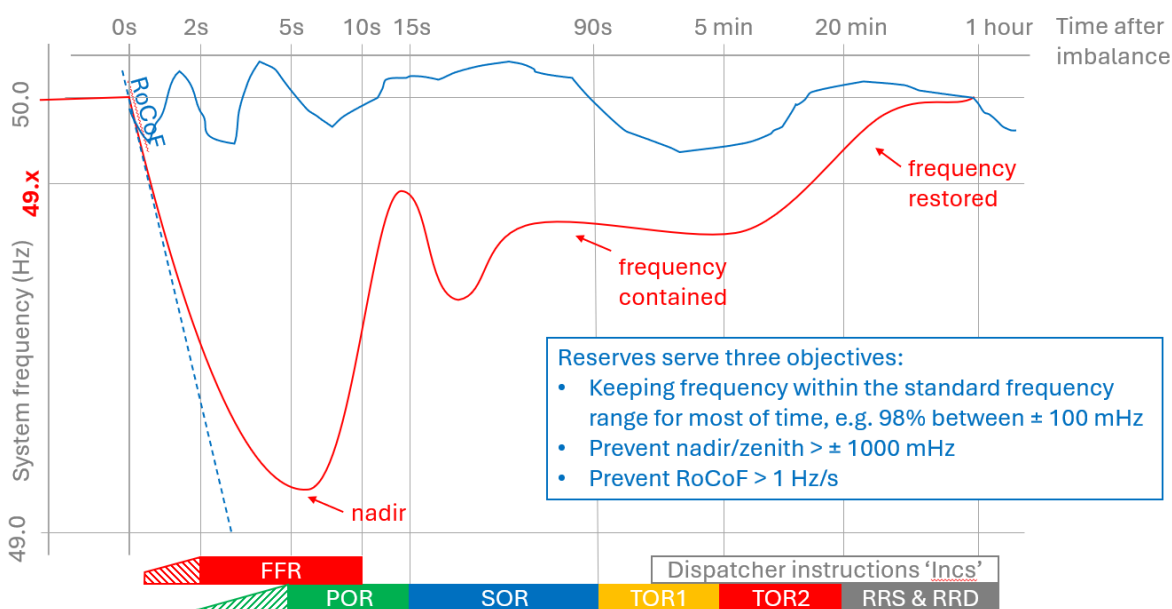 0s 2s 5s 10s 15s 90s 5 min 20 min 1 hour Time after
imbalance
50.0
RoCoF
49.x
System frequency (Hz)
49.0
frequency
restored
frequency
contained
nadir
Reserves serve three objectives:
• Keeping frequency within the standard frequency
range for most of time, e.g. 98% between ± 100 mHz
• Prevent nadir/zenith > ± 1000 mHz
• Prevent RoCoF > 1 Hz/s
FFR
Dispatcher instructions ‘Incs’
POR SOR TOR1 TOR2 RRS & RRD